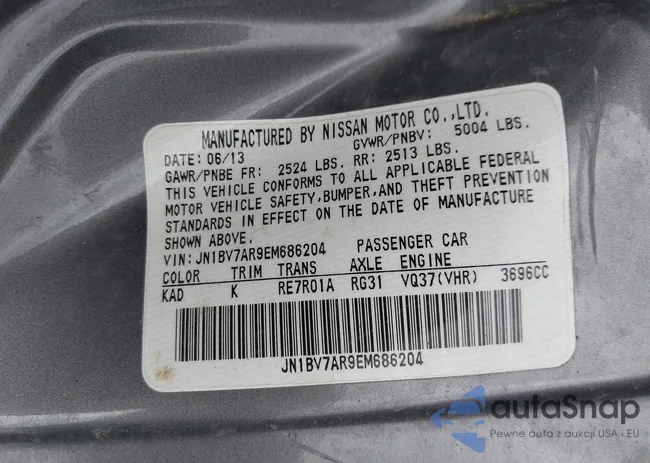 MANUFACTURED BY NISSAN MOTOR CO.,LTD.
DATE: 06/13 GVWR/PNBV: 5004 LBS.
GAWR/PNBE FR: 2524 LBS. RR: 2513 LBS.
THIS VEHICLE CONFORMS TO ALL APPLICABLE FEDERAL
MOTOR VEHICLE SAFETY, BUMPER, AND THEFT PREVENTION
STANDARDS IN EFFECT ON THE DATE OF MANUFACTURE
SHOWN ABOVE.
VIN: JN1BV7AR9EM686204 PASSENGER CAR
COLOR TRIM TRANS AXLE ENGINE
KAD K RE7R01A RG31 VQ37(VHR) 3696CC
JN1BV7AR9EM686204
autaSnap
Pewne auta z aukcji USA i EU